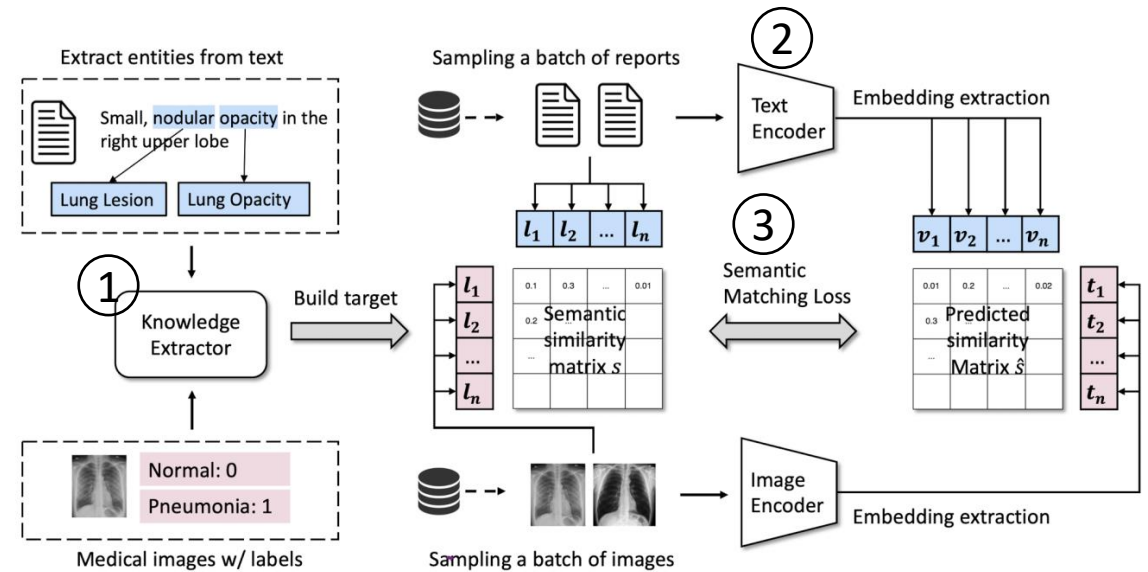 Extract entities from text
Small, nodular opacity in the
right upper lobe
Lung Lesion
Lung Opacity
1
Knowledge
Extractor
Normal: 0
Pneumonia: 1
Medical images w/ labels
Build target
Sampling a batch of reports
l₁ l₂ ... lₙ
l₁
l₂
...
lₙ
0.1 0.3 ... 0.01
0.2 ...
...
Semantic
similarity
matrix s
Sampling a batch of images
2
Text
Encoder
Embedding extraction
3
Semantic
Matching Loss
v₁ v₂ ... vₙ
0.01 0.2 ... 0.02
0.3 ...
...
Predicted
similarity
Matrix ŝ
t₁
t₂
...
tₙ
Image
Encoder
Embedding extraction